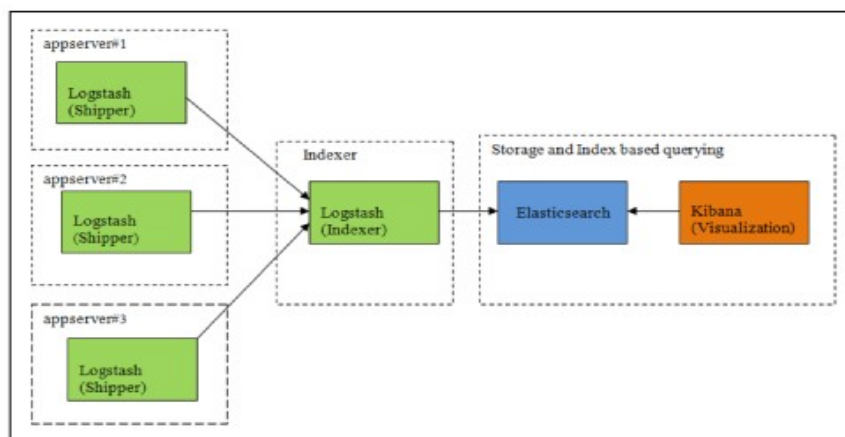 appserver#1
Logstash
(Shipper)
appserver#2
Logstash
(Shipper)
appserver#3
Logstash
(Shipper)
Indexer
Logstash
(Indexer)
Storage and Index based querying
Elasticsearch
Kibana
(Visualization)